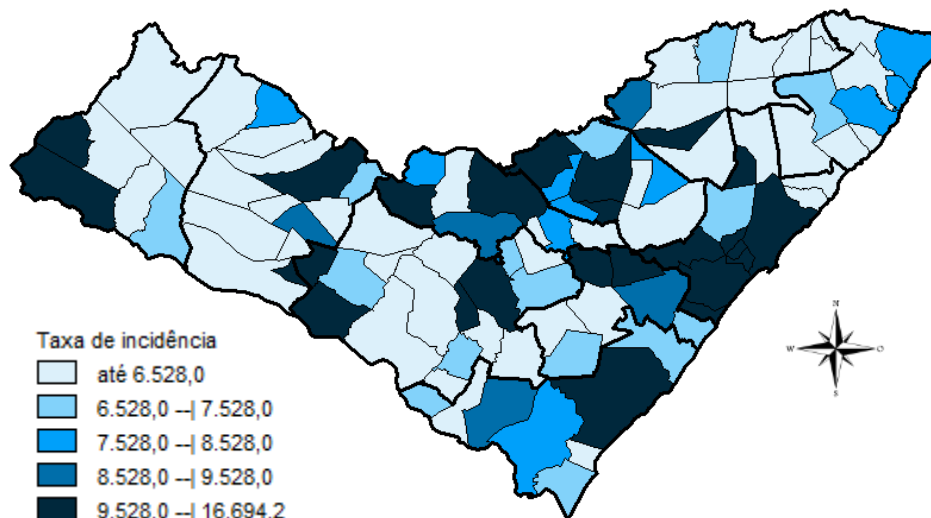 Taxa de incidência
até 6.528,0
6.528,0 --| 7.528,0
7.528,0 --| 8.528,0
8.528,0 --| 9.528,0
9.528,0 --| 16.694,2
N
W
O
S